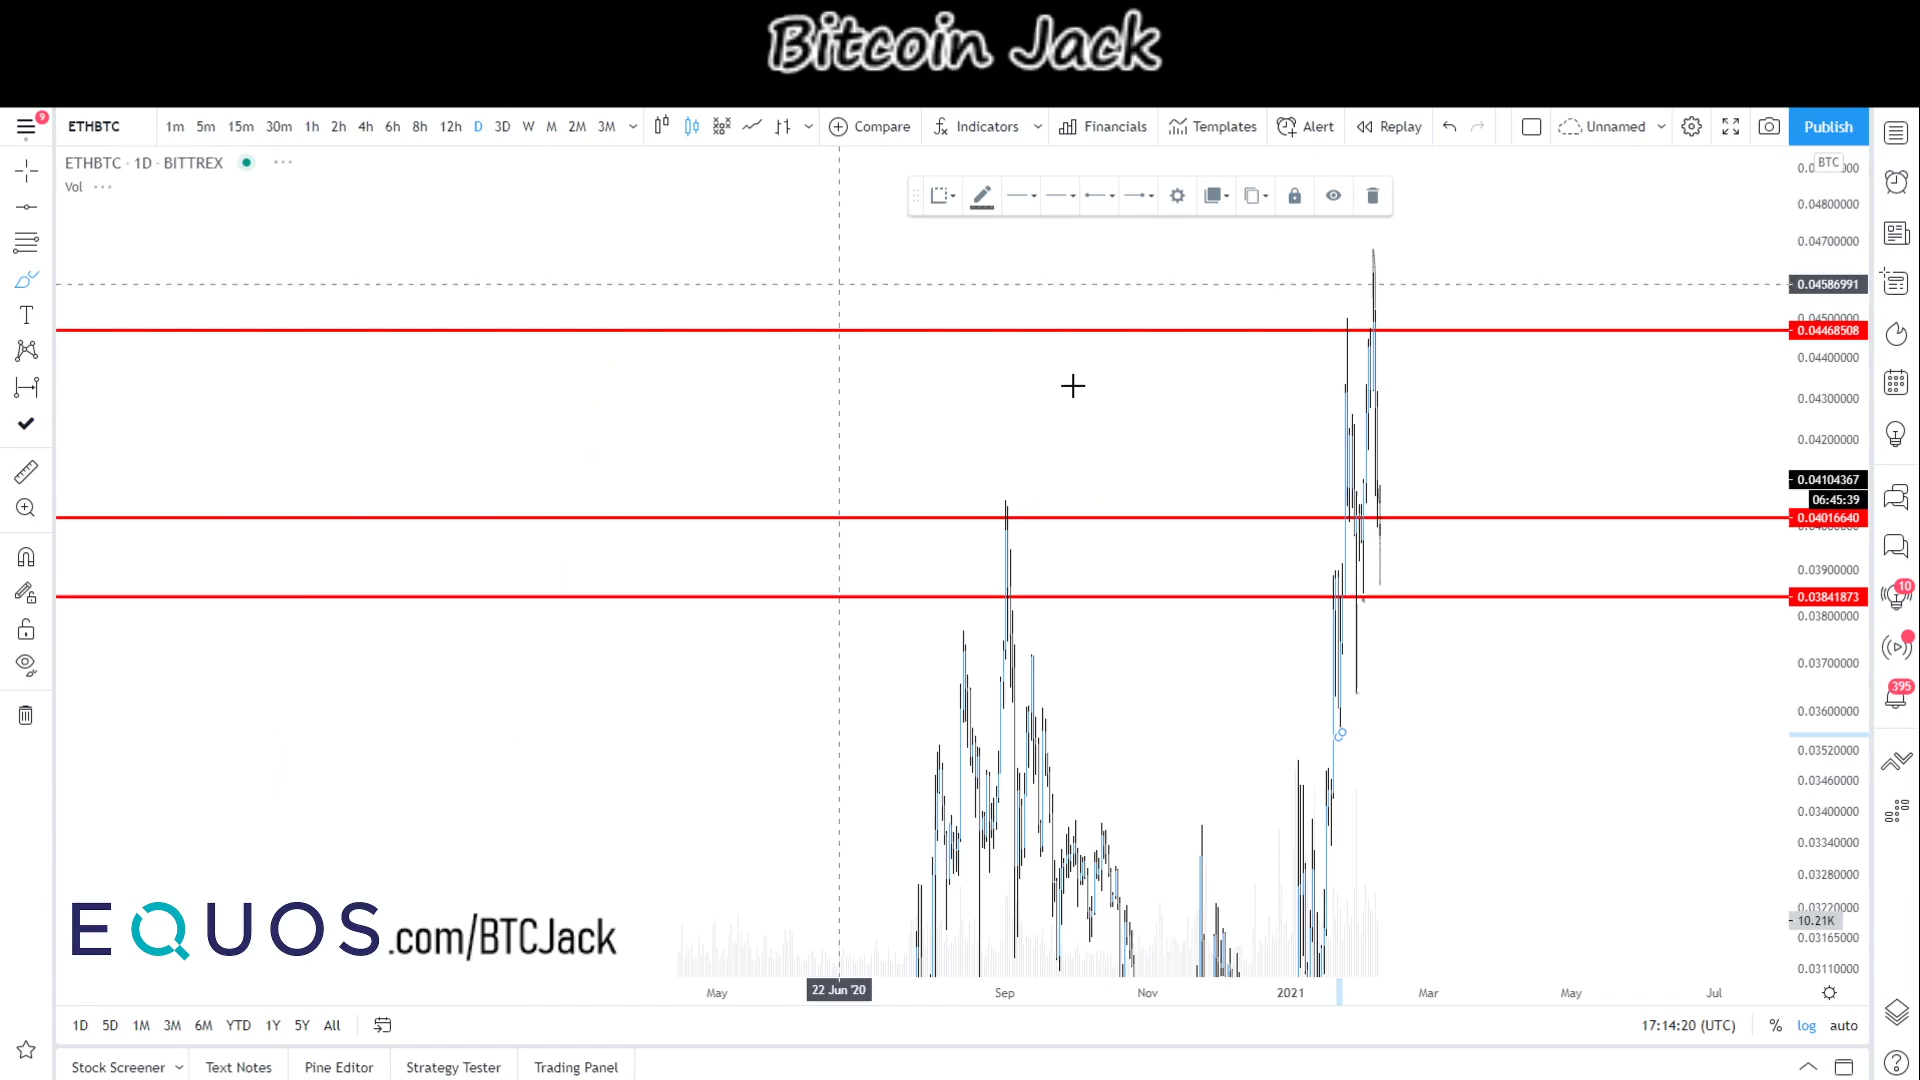 Bitcoin Jack
9
ETHBTC 1m 5m 15m 30m 1h 2h 4h 6h 8h 12h D 3D W M 2M 3M Compare Indicators Financials Templates Alert Replay Unnamed Publish
ETHBTC · 1D · BITTREX
Vol
BTC
0.04800000
0.04700000
0.04586991
0.04468508
0.04400000
0.04300000
0.04200000
0.04104367
06:45:39
0.04016640
0.03900000
0.03841873
0.03800000
0.03700000
0.03600000
0.03520000
0.03460000
0.03400000
0.03340000
0.03280000
0.03220000
10.21K
0.03165000
0.03110000
10
395
EQUOS.com/BTCJack
May 22 Jun '20 Sep Nov 2021 Mar May Jul
1D 5D 1M 3M 6M YTD 1Y 5Y All 17:14:20 (UTC) % log auto
Stock Screener Text Notes Pine Editor Strategy Tester Trading Panel